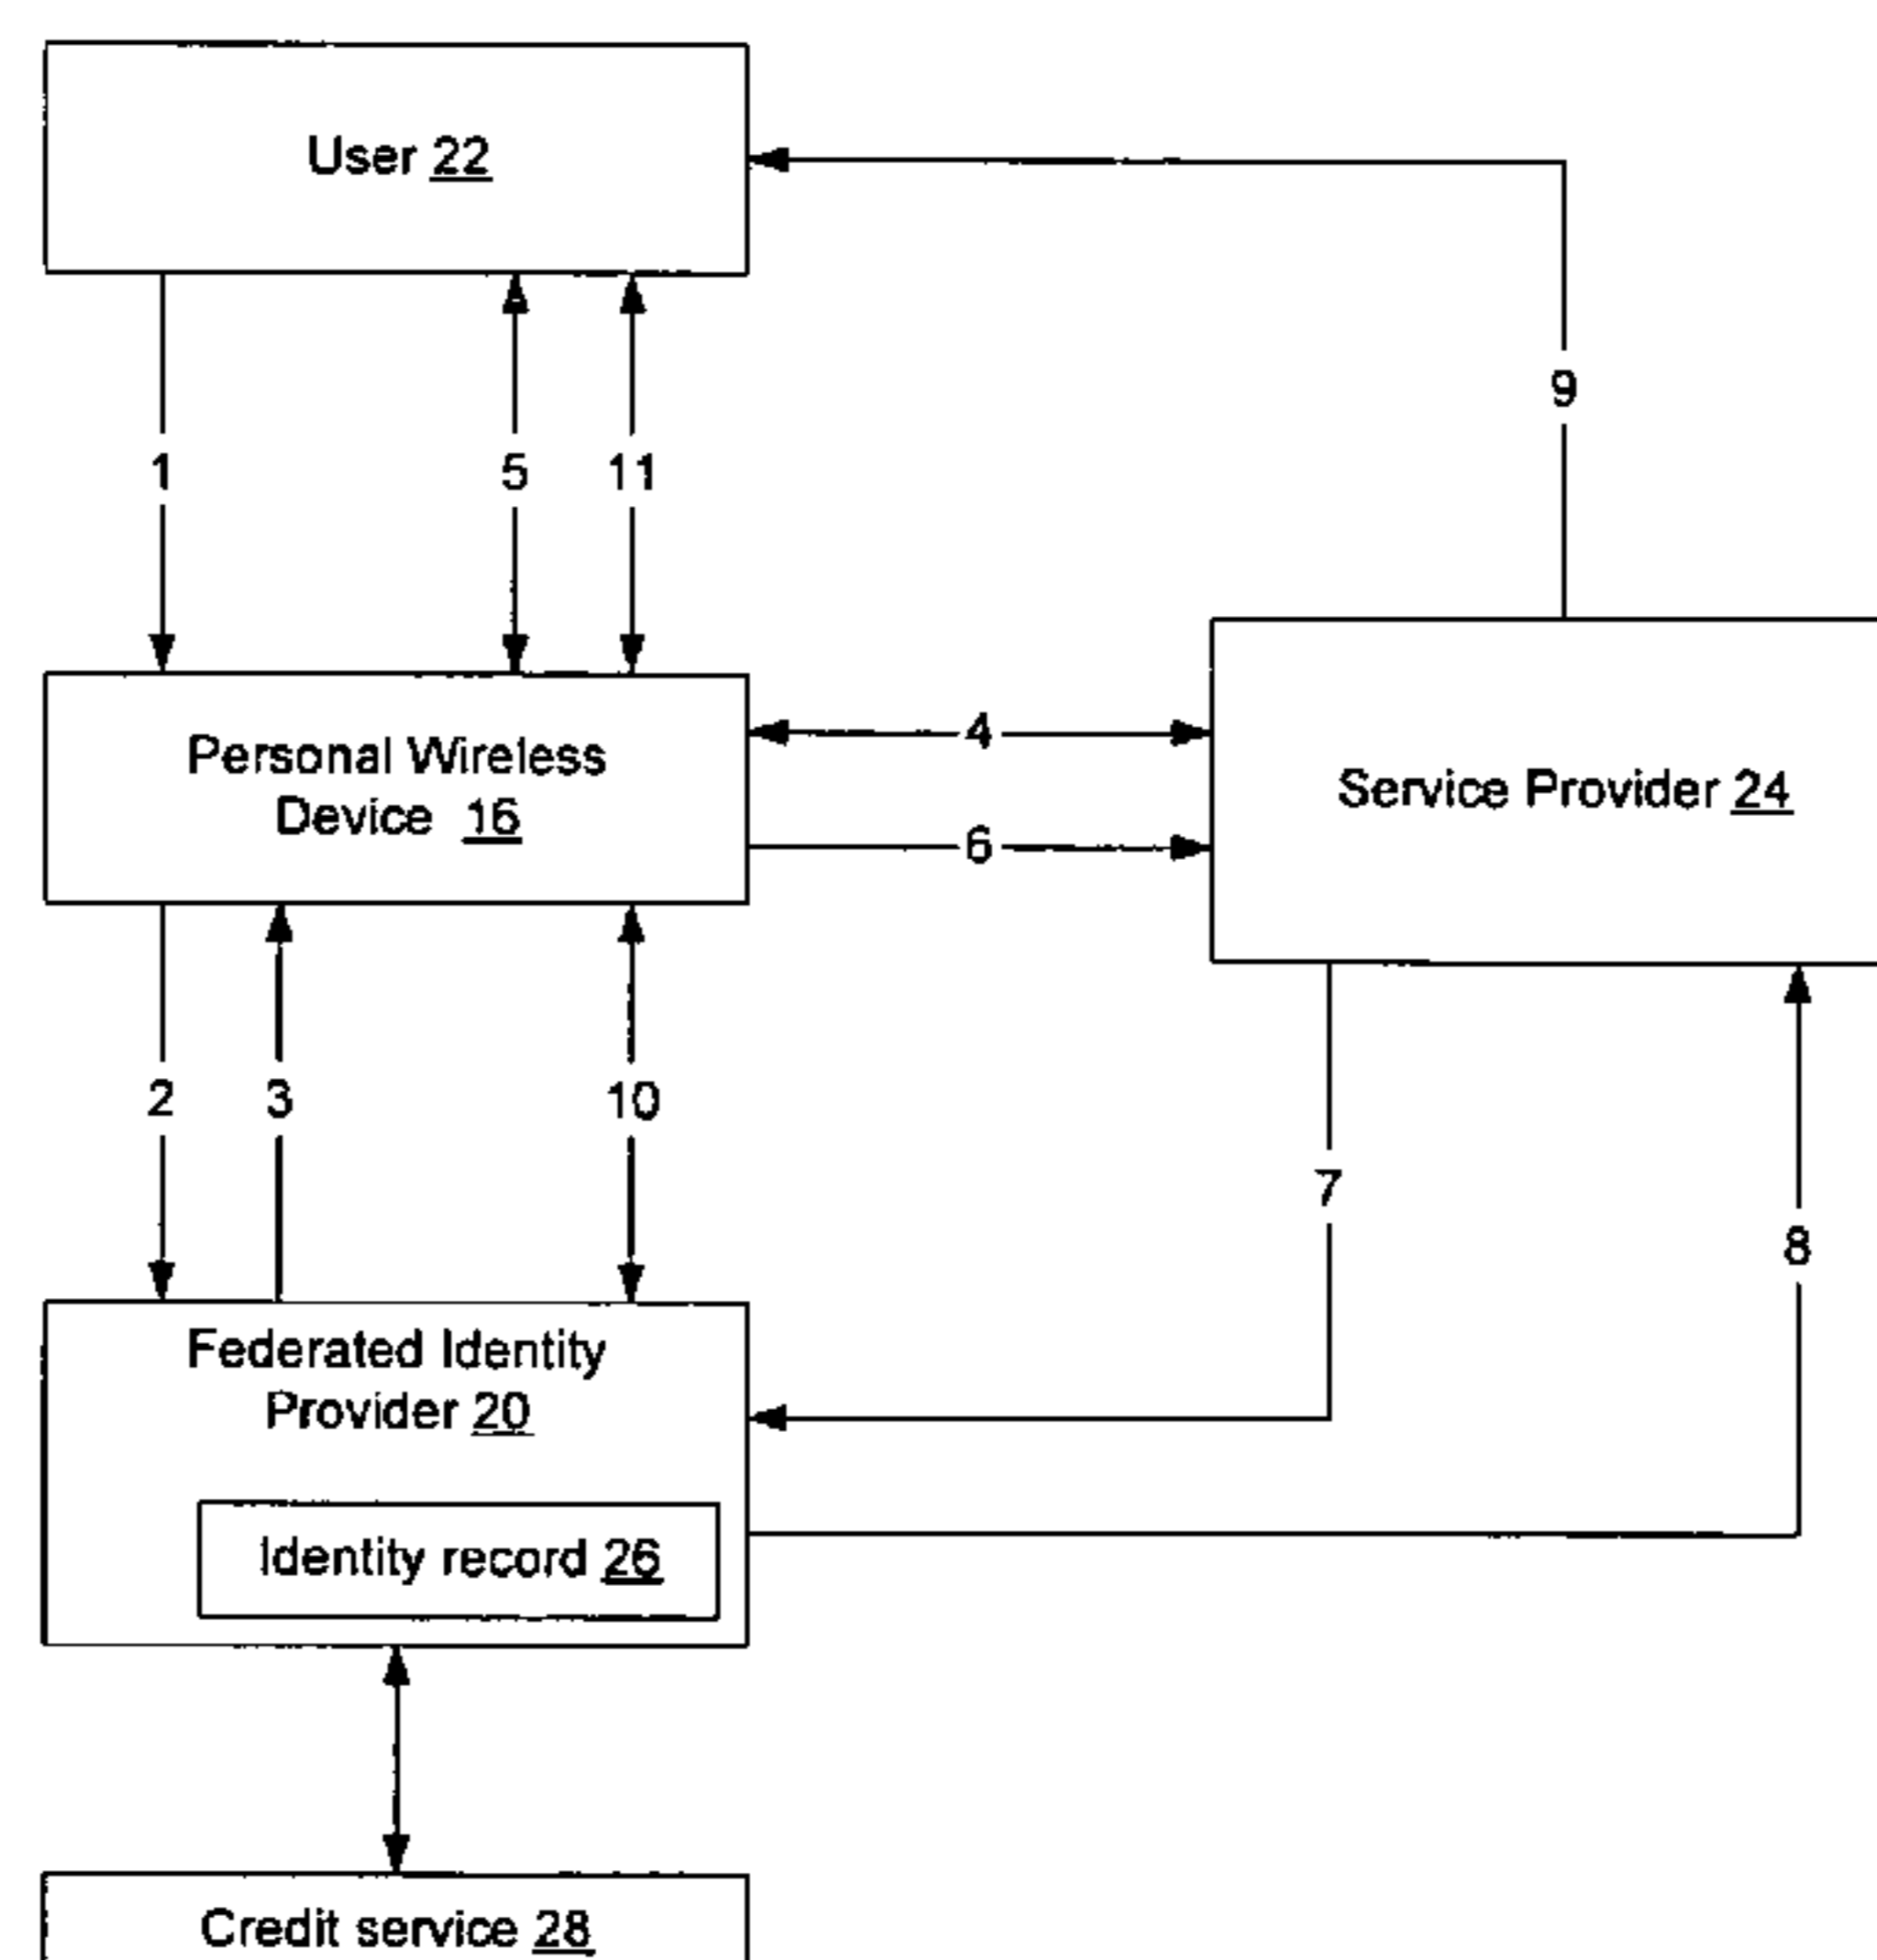 User 22
9
1
5
11
Personal Wireless
Device 16
4
Service Provider 24
6
2
3
10
7
8
Federated Identity
Provider 20
Identity record 26
Credit service 28